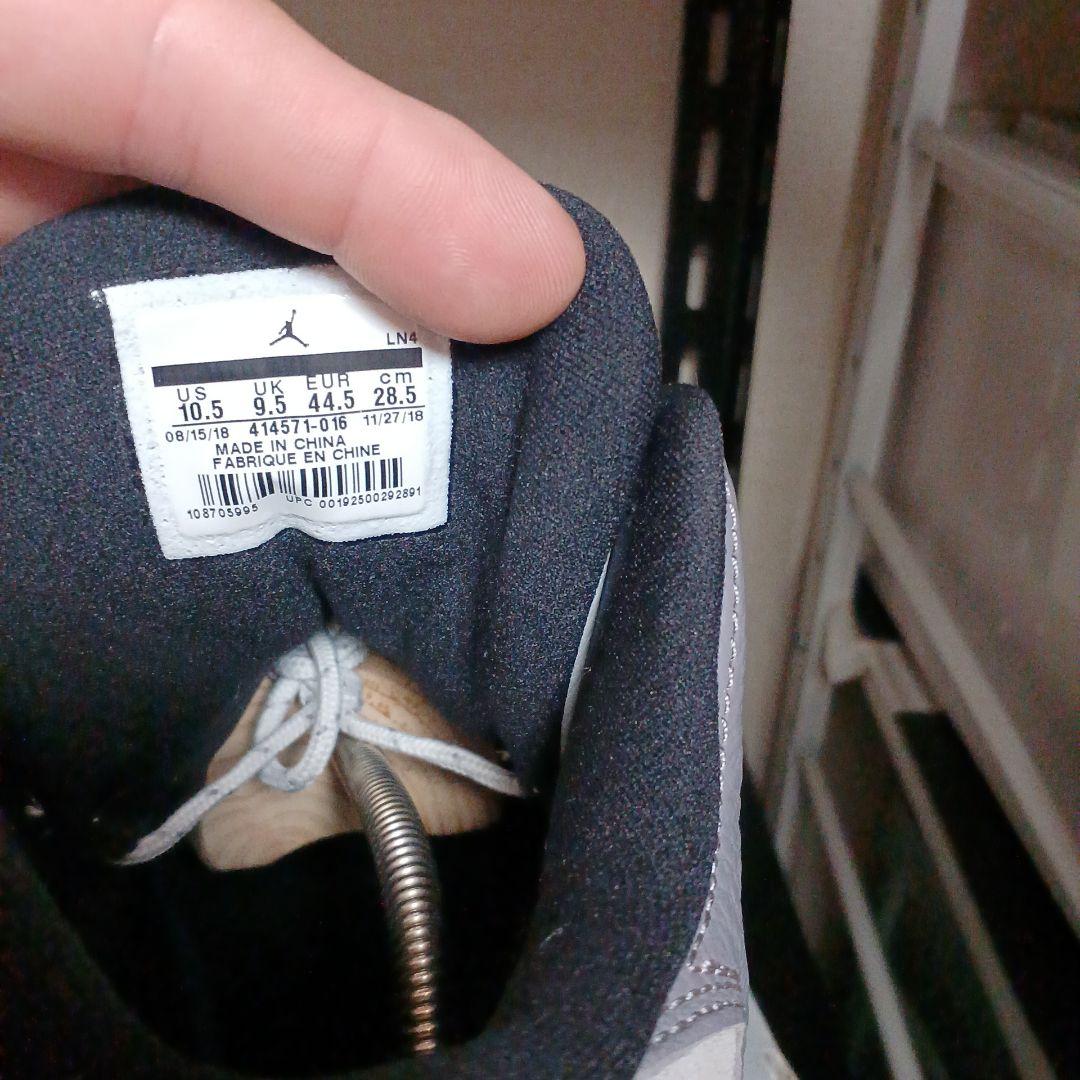 LN4
US UK EUR cm
10.5 9.5 44.5 28.5
08/15/18 414571-016 11/27/18
MADE IN CHINA
FABRIQUE EN CHINE
108705995 UPC 00192500292891